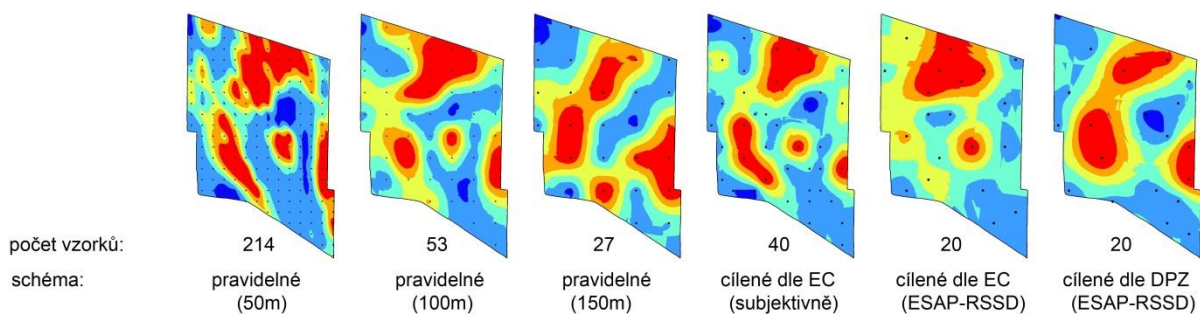 počet vzorků: 214 53 27 40 20 20
schéma: pravidelné pravidelné pravidelné cílené dle EC cílené dle EC cílené dle DPZ
(50m) (100m) (150m) (subjektivně) (ESAP-RSSD) (ESAP-RSSD)